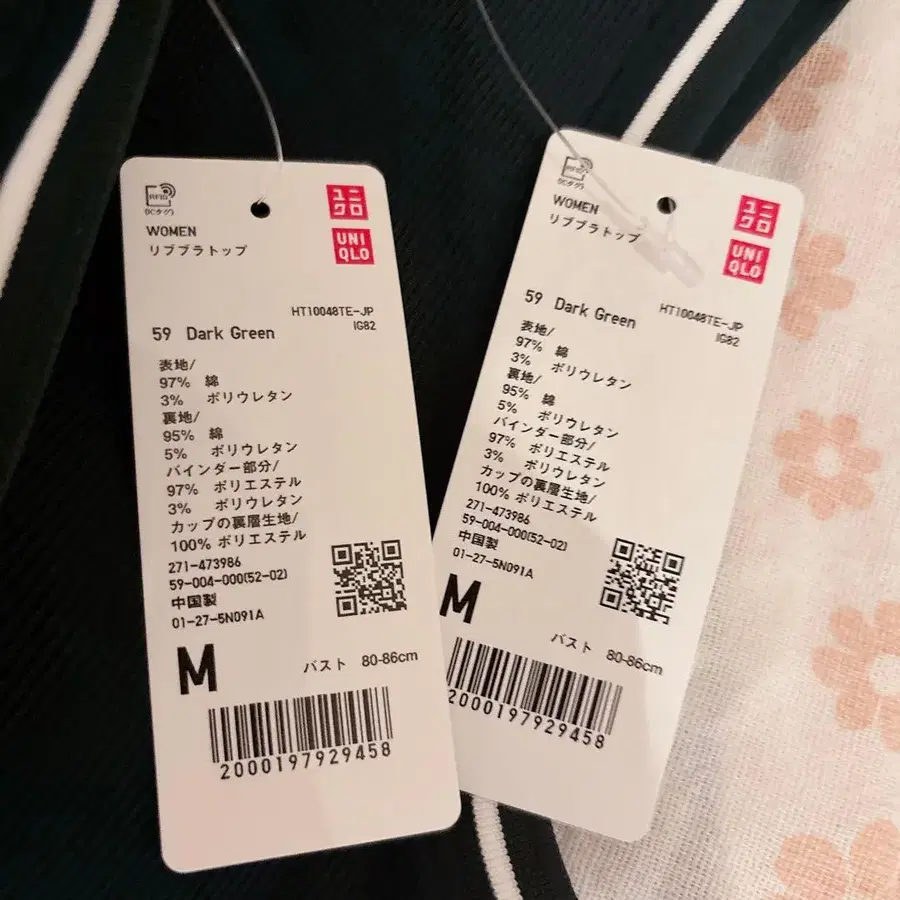 RFID
(ICタグ)
ユニ
クロ
UNI
QLO
WOMEN
リブブラトップ
HT10048TE-JP
IG82
59 Dark Green
表地/
97% 綿
3% ポリウレタン
裏地/
95% 綿
5% ポリウレタン
バインダー部分/
97% ポリエステル
3% ポリウレタン
カップの裏層生地/
100% ポリエステル
271-473986
59-004-000(52-02)
中国製
01-27-5N091A
M
バスト 80-86cm
2000197929458
RFID
(ICタグ)
ユニ
クロ
UNI
QLO
WOMEN
リブブラトップ
HT10048TE-JP
IG82
59 Dark Green
表地/
97% 綿
3% ポリウレタン
裏地/
95% 綿
5% ポリウレタン
バインダー部分/
97% ポリエステル
3% ポリウレタン
カップの裏層生地/
100% ポリエステル
271-473986
59-004-000(52-02)
中国製
01-27-5N091A
M
バスト 80-86cm
2000197929458